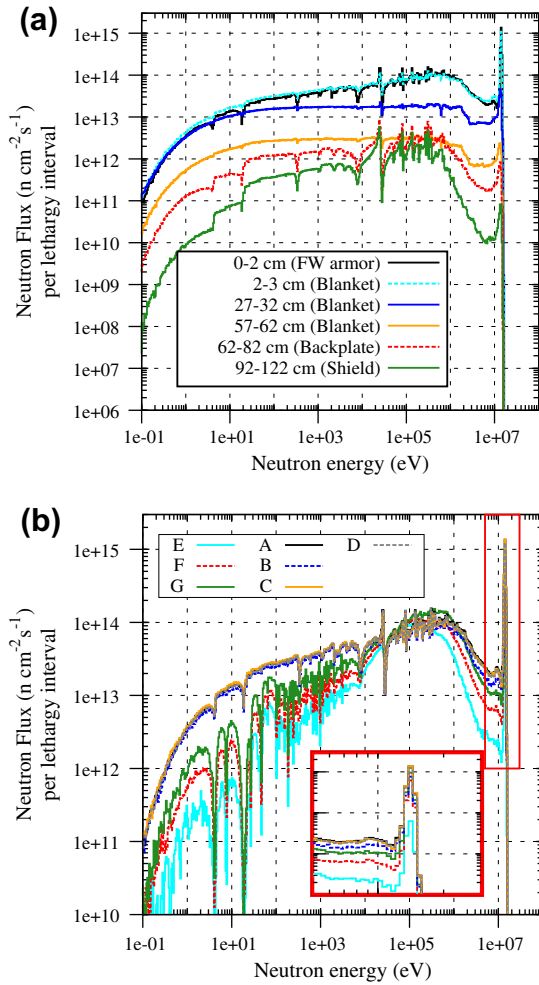 (a)
1e+15
1e+14
1e+13
1e+12
1e+11
1e+10
1e+09
1e+08
1e+07
1e+06
Neutron Flux (n cm-2s-1)
per lethargy interval
0-2 cm (FW armor)
2-3 cm (Blanket)
27-32 cm (Blanket)
57-62 cm (Blanket)
62-82 cm (Backplate)
92-122 cm (Shield)
1e-01 1e+01 1e+03 1e+05 1e+07
Neutron energy (eV)
(b)
1e+15
1e+14
1e+13
1e+12
1e+11
1e+10
Neutron Flux (n cm-2s-1)
per lethargy interval
E A D
F B
G C
1e-01 1e+01 1e+03 1e+05 1e+07
Neutron energy (eV)